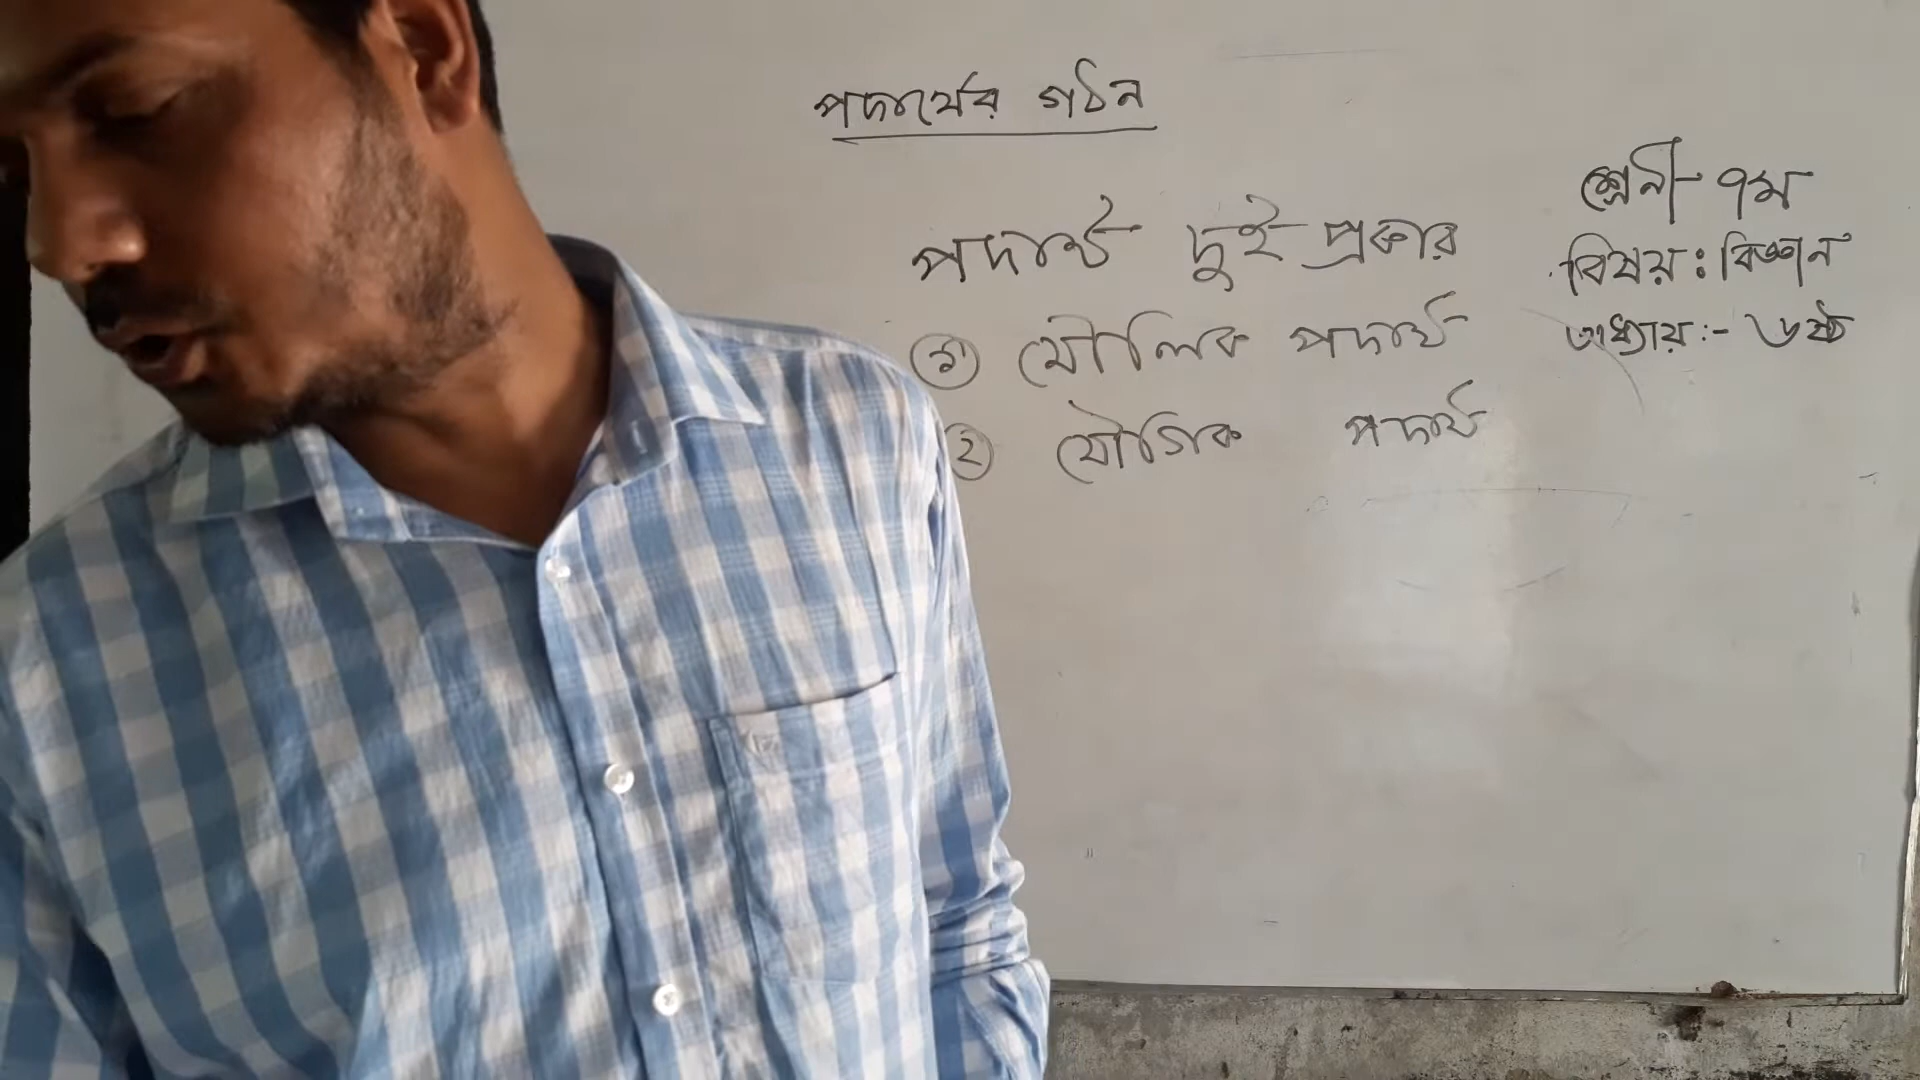 পদার্থের গঠন
পদার্থ দুই প্রকার
১ মৌলিক পদার্থ
২ যৌগিক পদার্থ
শ্রেনী- ৭ম
বিষয়ঃ বিজ্ঞান
অধ্যায়ঃ- ৬ষ্ঠ